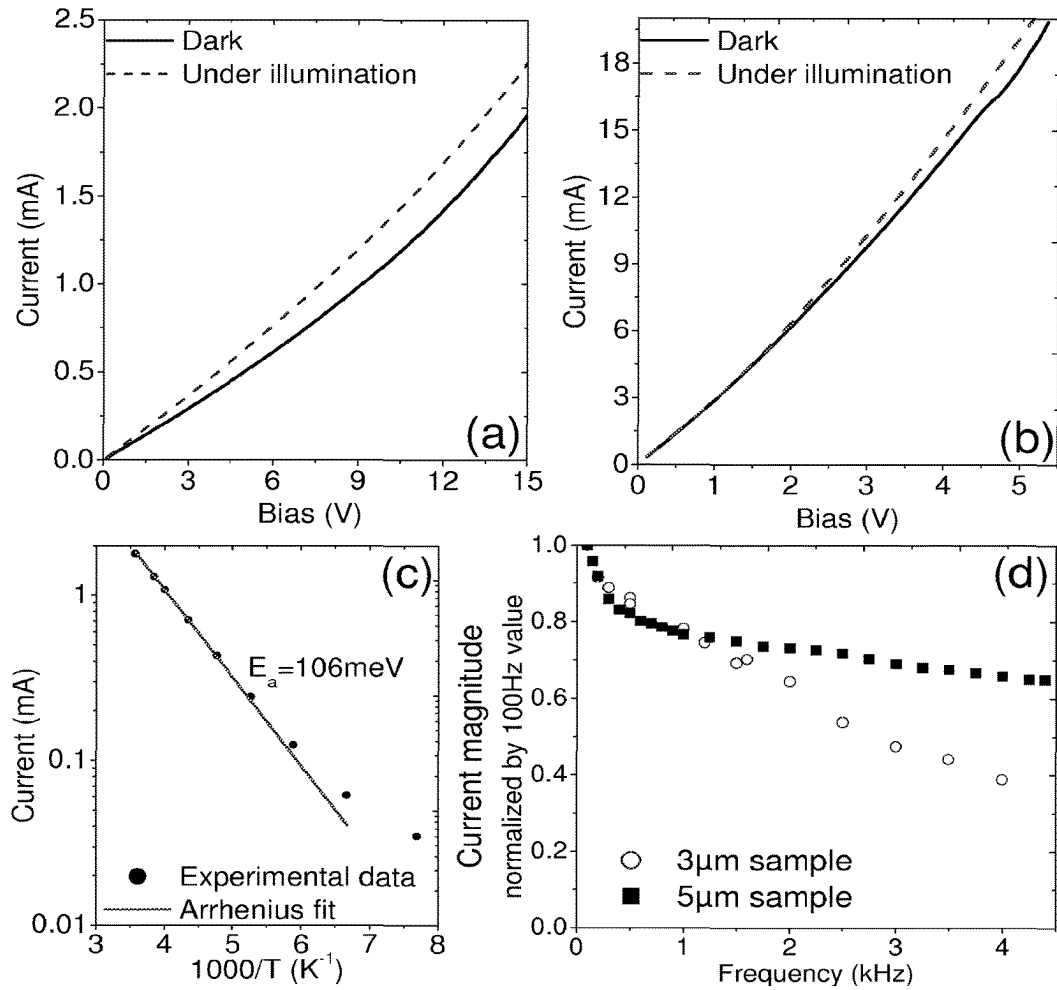 2.5
2.0
1.5
1.0
0.5
0.0
Current (mA)
Dark
Under illumination
(a)
0 3 6 9 12 15
Bias (V)
18
15
12
9
6
3
0
Current (mA)
Dark
Under illumination
(b)
0 1 2 3 4 5
Bias (V)
1
0.1
0.01
Current (mA)
(c)
E_a=106meV
Experimental data
Arrhenius fit
3 4 5 6 7 8
1000/T (K⁻¹)
1.0
0.8
0.6
0.4
0.2
0.0
Current magnitude
normalized by 100Hz value
(d)
3µm sample
5µm sample
0 1 2 3 4
Frequency (kHz)